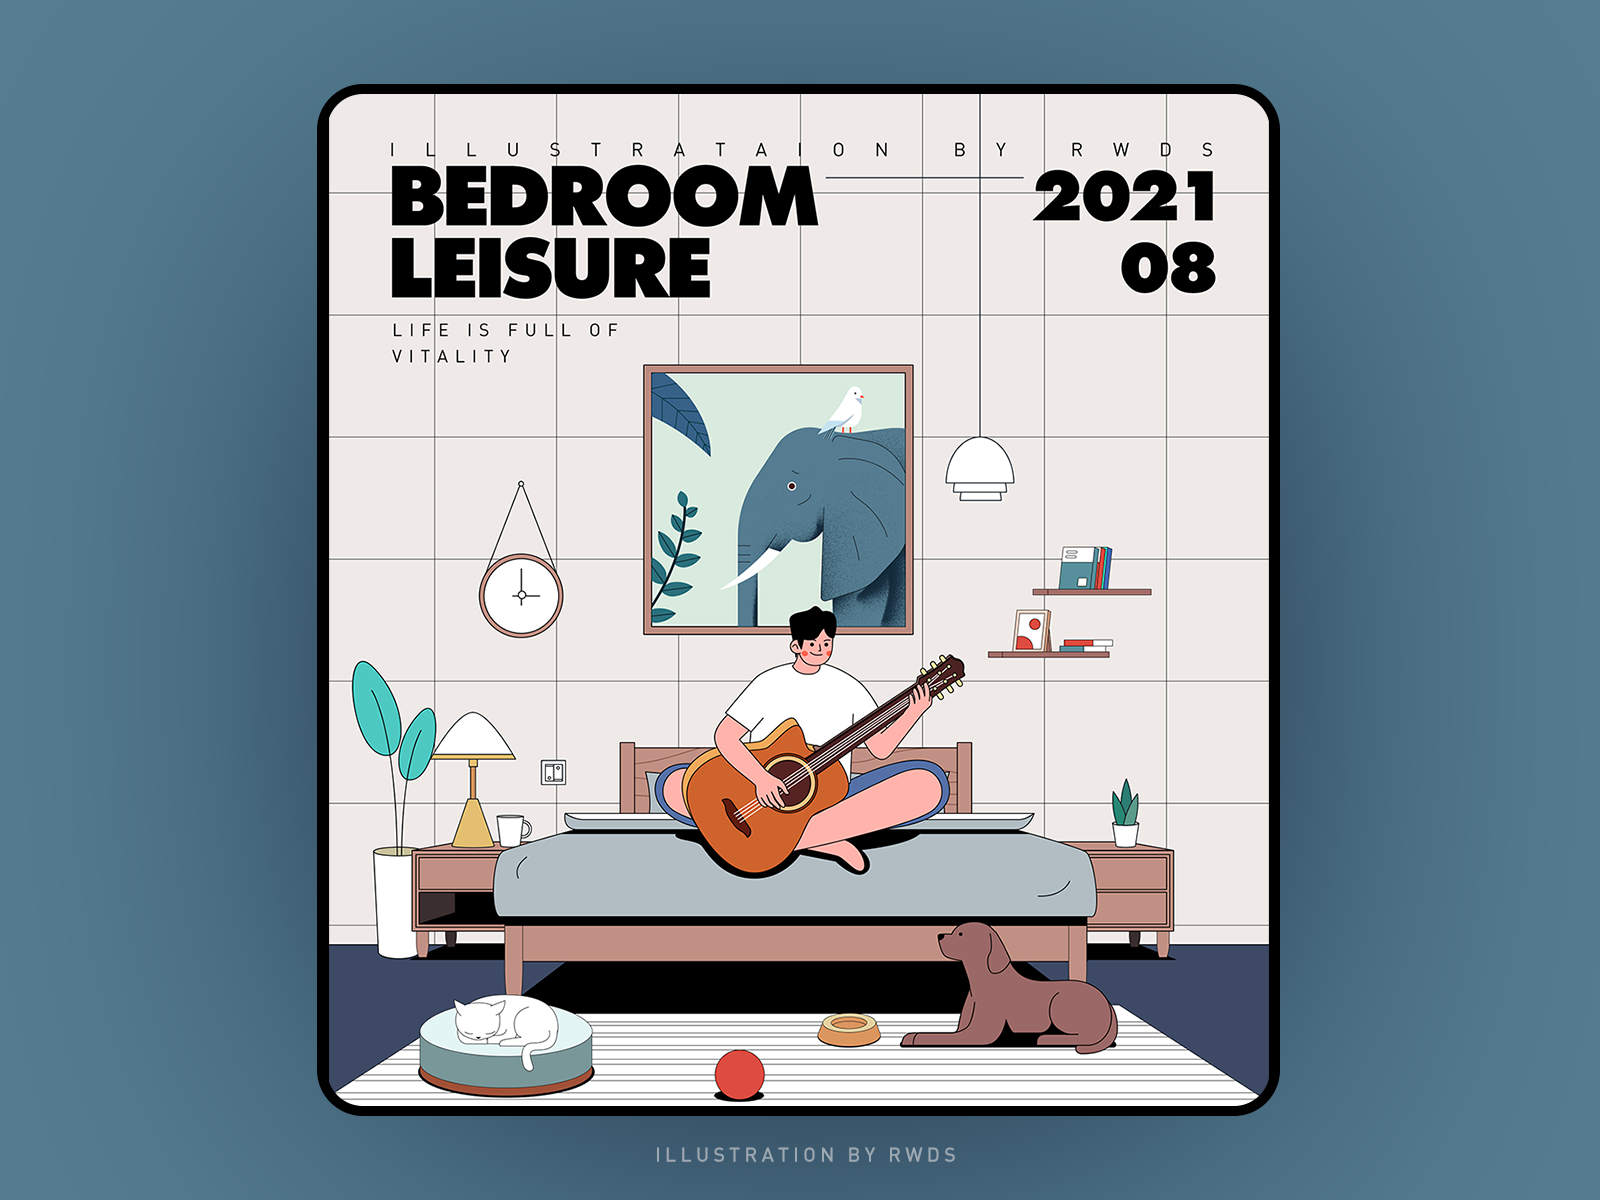 ILLUSTRATAION BY RWDS
BEDROOM 2021
LEISURE 08
LIFE IS FULL OF
VITALITY
ILLUSTRATION BY RWDS